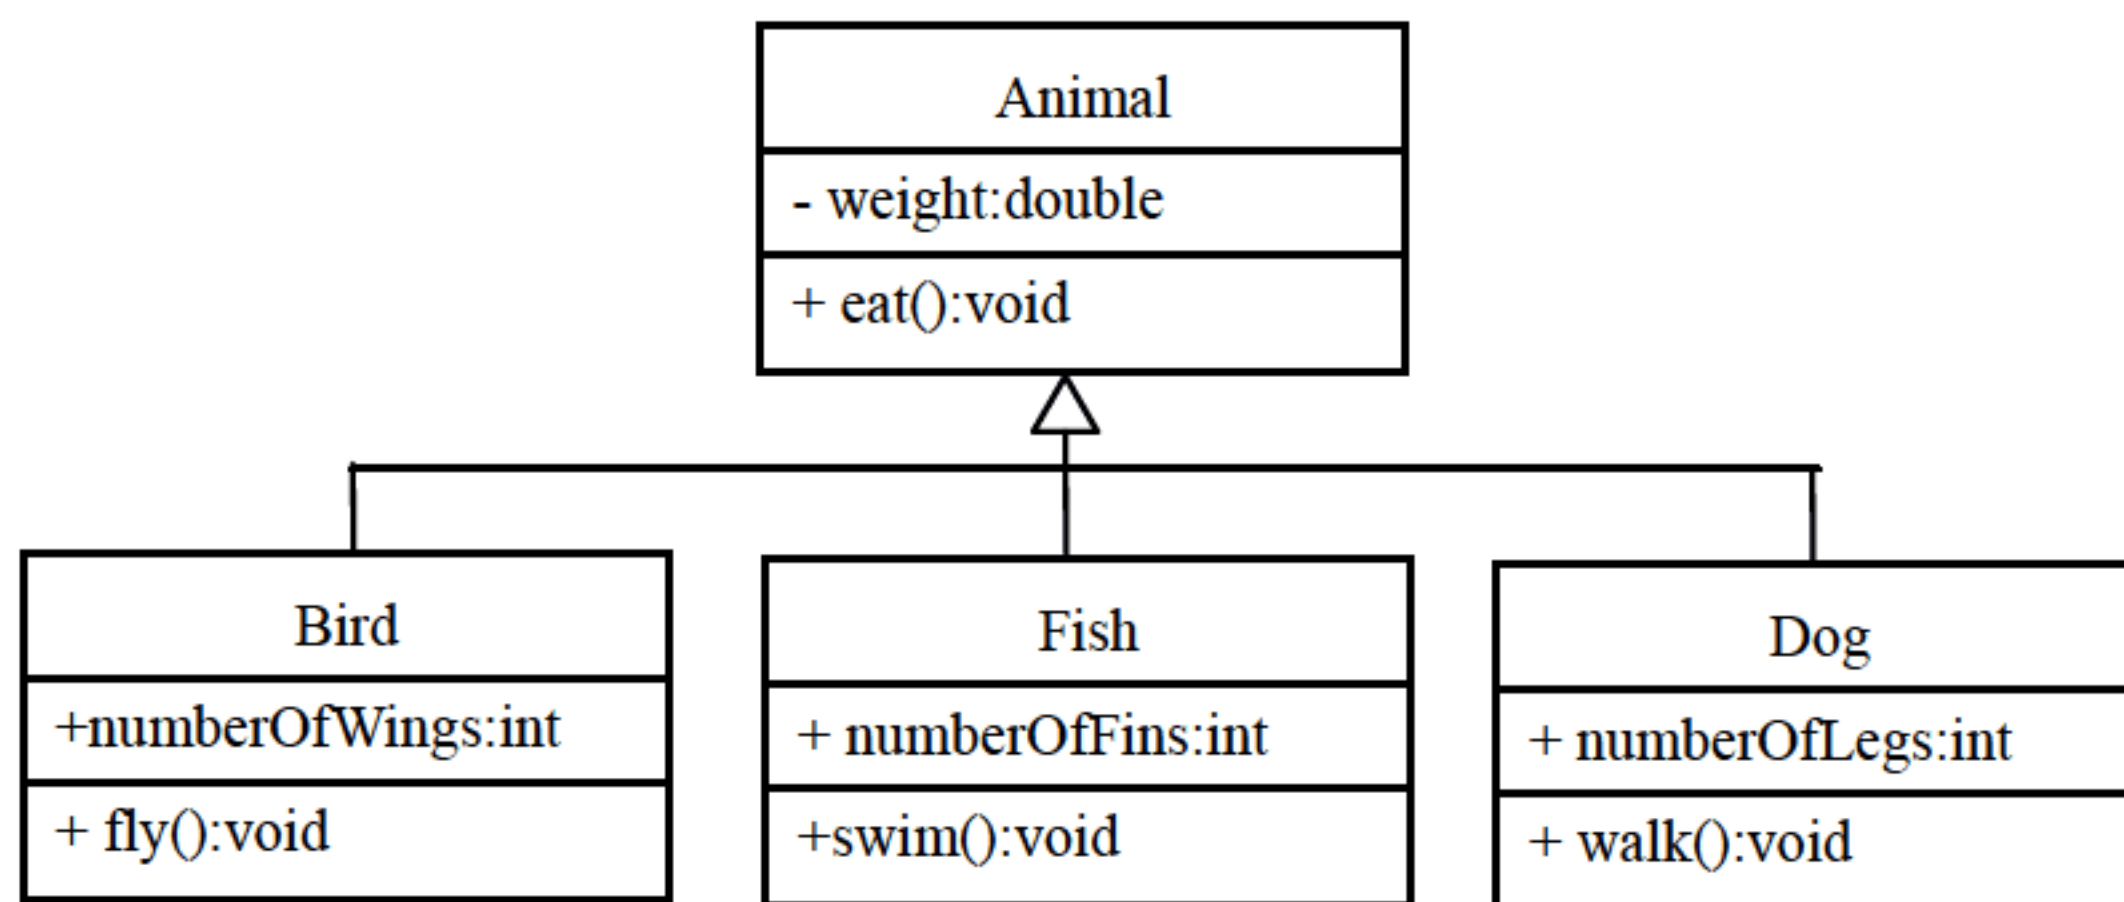 Animal
- weight:double
+ eat():void
Bird
+numberOfWings:int
+ fly():void
Fish
+ numberOfFins:int
+swim():void
Dog
+ numberOfLegs:int
+ walk():void